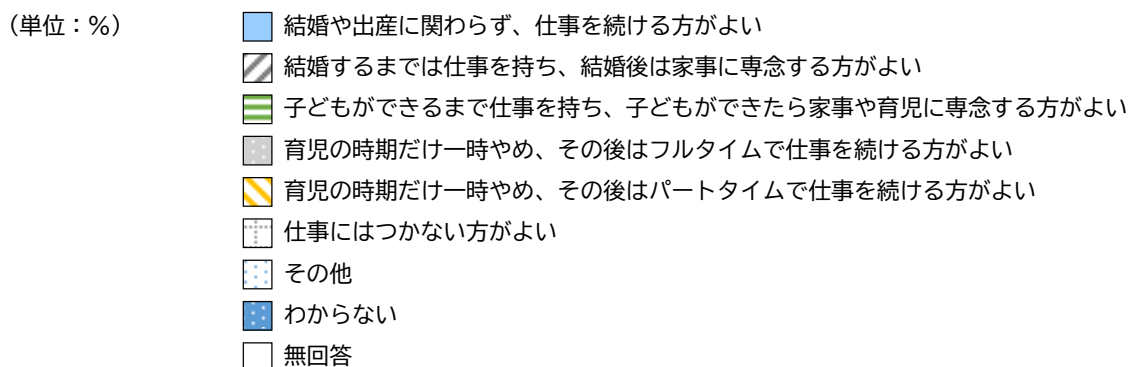 (単位：％)
結婚や出産に関わらず、仕事を続ける方がよい
結婚するまでは仕事を持ち、結婚後は家事に専念する方がよい
子どもができるまで仕事を持ち、子どもができたら家事や育児に専念する方がよい
育児の時期だけ一時やめ、その後はフルタイムで仕事を続ける方がよい
育児の時期だけ一時やめ、その後はパートタイムで仕事を続ける方がよい
仕事にはつかない方がよい
その他
わからない
無回答